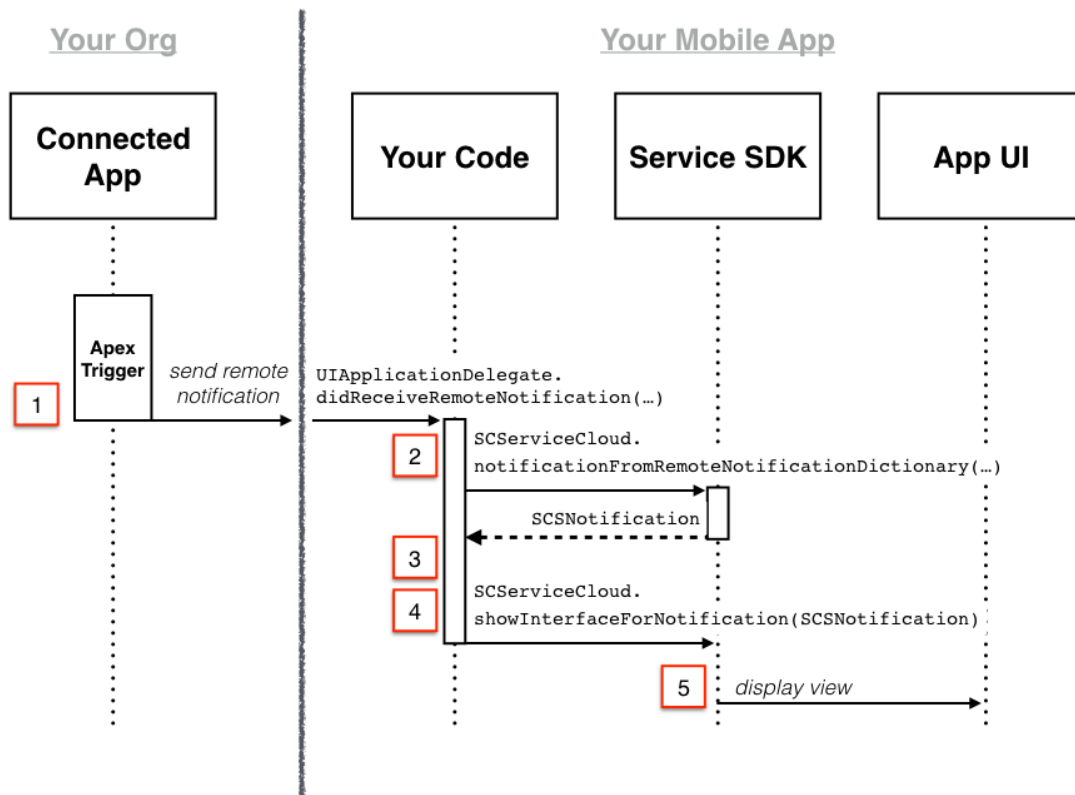 Your Org
Your Mobile App
Connected
App
Your Code
Service SDK
App UI
Apex
Trigger
send remote
notification
1
UIApplicationDelegate.
didReceiveRemoteNotification(…)
2
SCServiceCloud.
notificationFromRemoteNotificationDictionary(…)
SCSNotification
3
4
SCServiceCloud.
showInterfaceForNotification(SCSNotification)
5
display view